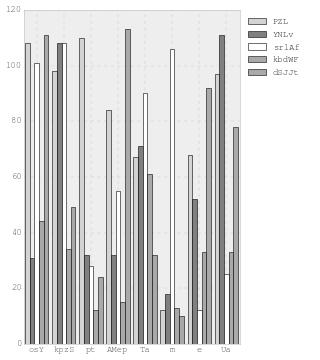 120
100
80
60
40
20
0
osY kpzS pt AMep Ta m e Ua
PZL
YNLv
srlAf
kbdWF
dSJJt